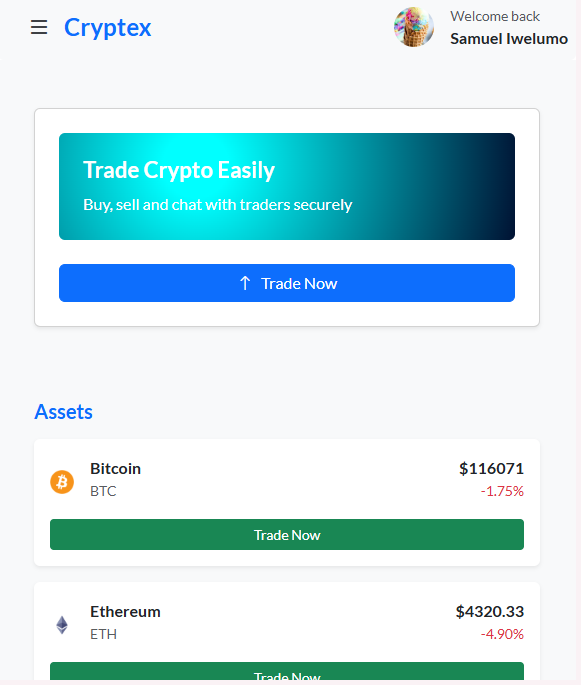 Cryptex
Welcome back
Samuel Iwelumo
Trade Crypto Easily
Buy, sell and chat with traders securely
↑ Trade Now
Assets
Bitcoin
$116071
BTC
-1.75%
Trade Now
Ethereum
$4320.33
ETH
-4.90%
Trade Now